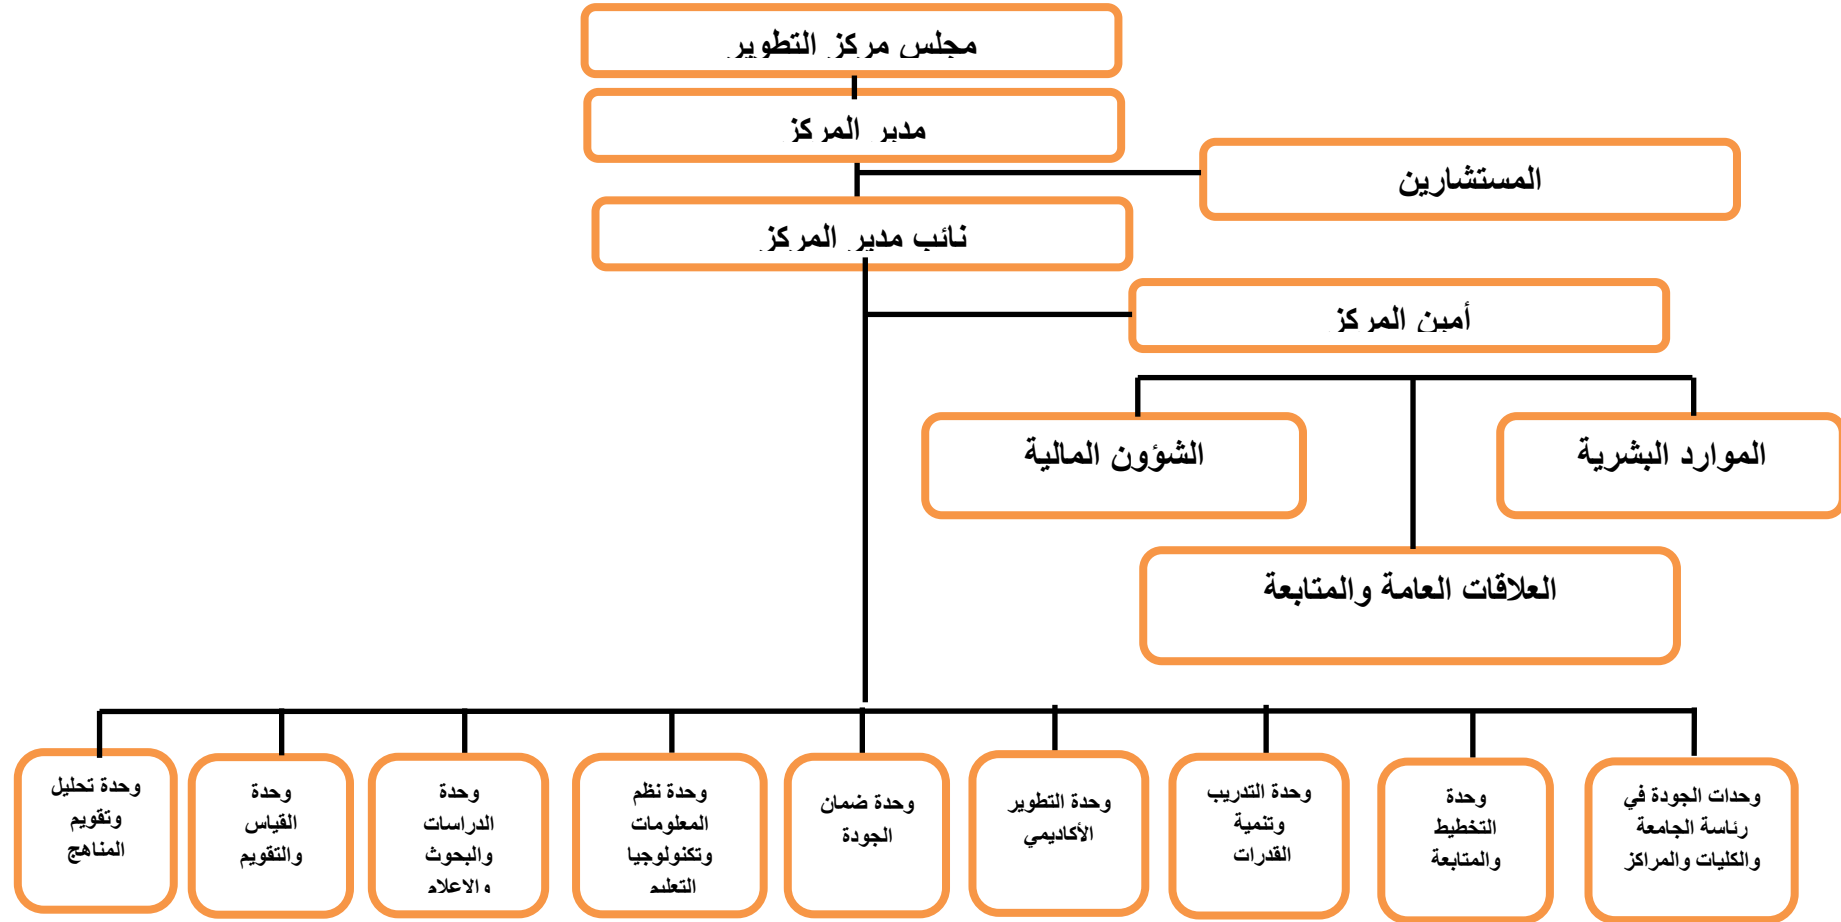 مجلس مركز التطوير
مدير المركز
المستشارين
نائب مدير المركز
أمين المركز
الموارد البشرية
الشؤون المالية
العلاقات العامة والمتابعة
وحدات الجودة في
رئاسة الجامعة
والكليات والمراكز
وحدة
التخطيط
والمتابعة
وحدة التدريب
وتنمية
القدرات
وحدة التطوير
الأكاديمي
وحدة ضمان
الجودة
وحدة نظم
المعلومات
وتكنولوجيا
التعليم
وحدة
الدراسات
والبحوث
والاعلام
وحدة
القياس
والتقويم
وحدة تحليل
وتقويم
المناهج